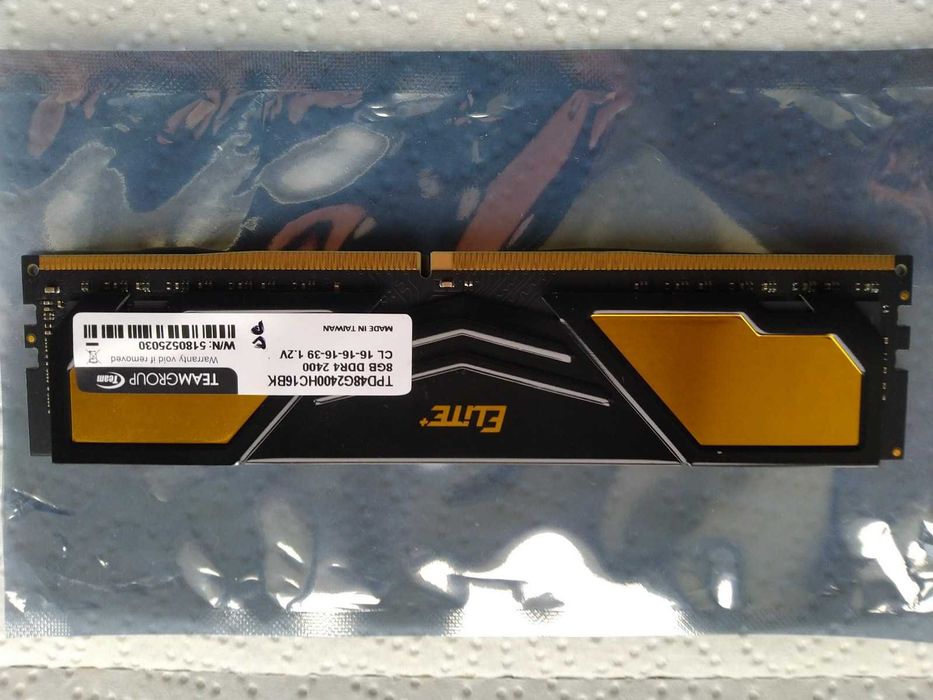 TEAMGROUP Team
TPD48G2400HC16BK
8GB DDR4 2400
CL 16-16-16-39 1.2V
Warranty void if removed
W/N: 5180525030
MADE IN TAIWAN
ELiTE+